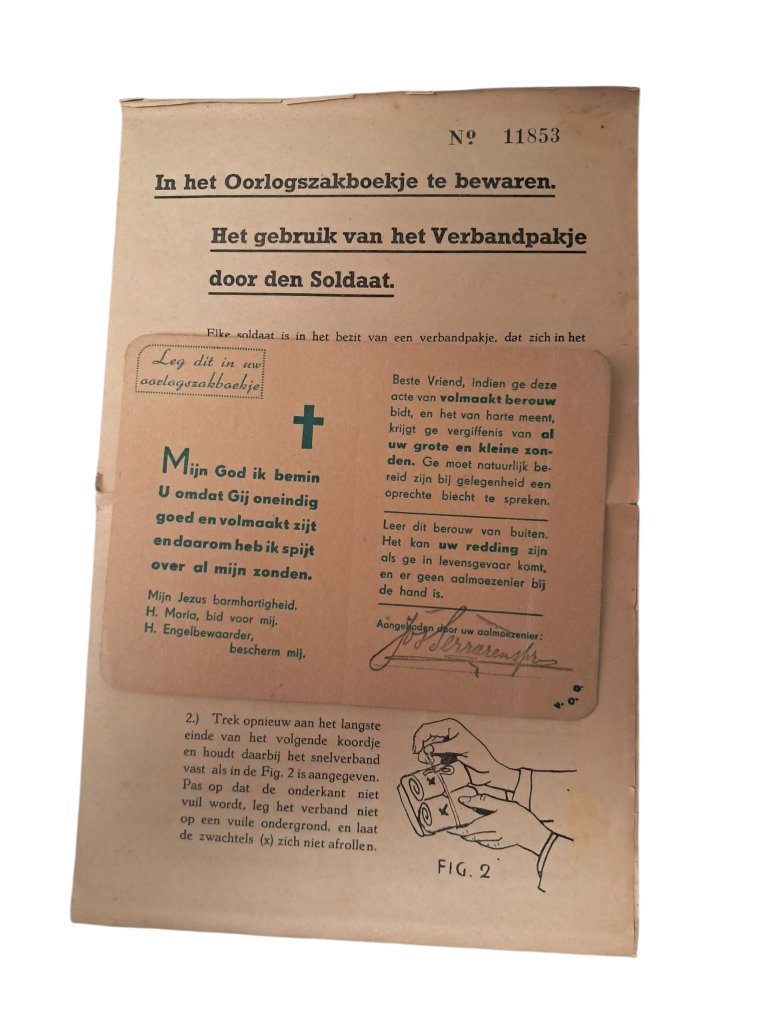 Nº 11853
In het Oorlogszakboekje te bewaren.
Het gebruik van het Verbandpakje
door den Soldaat.
Elke soldaat is in het bezit van een verbandpakje, dat zich in het
Leg dit in uw
oorlogszakboekje
Mijn God ik bemin
U omdat Gij oneindig
goed en volmaakt zijt
en daarom heb ik spijt
over al mijn zonden.
Mijn Jezus barmhartigheid.
H. Maria, bid voor mij.
H. Engelbewaarder,
bescherm mij.
Beste Vriend, indien ge deze
acte van volmaakt berouw
bidt, en het van harte meent,
krijgt ge vergiffenis van al
uw grote en kleine zon-
den. Ge moet natuurlijk be-
reid zijn bij gelegenheid een
oprechte biecht te spreken.
Leer dit berouw van buiten.
Het kan uw redding zijn
als ge in levensgevaar komt,
en er geen aalmoezenier bij
de hand is.
Aangeboden door uw aalmoezenier:
2.) Trek opnieuw aan het langste
einde van het volgende koordje
en houdt daarbij het snelverband
vast als in de Fig. 2 is aangegeven.
Pas op dat de onderkant niet
vuil wordt, leg het verband niet
op een vuile ondergrond, en laat
de zwachtels (x) zich niet afrollen.
x
x
FIG. 2